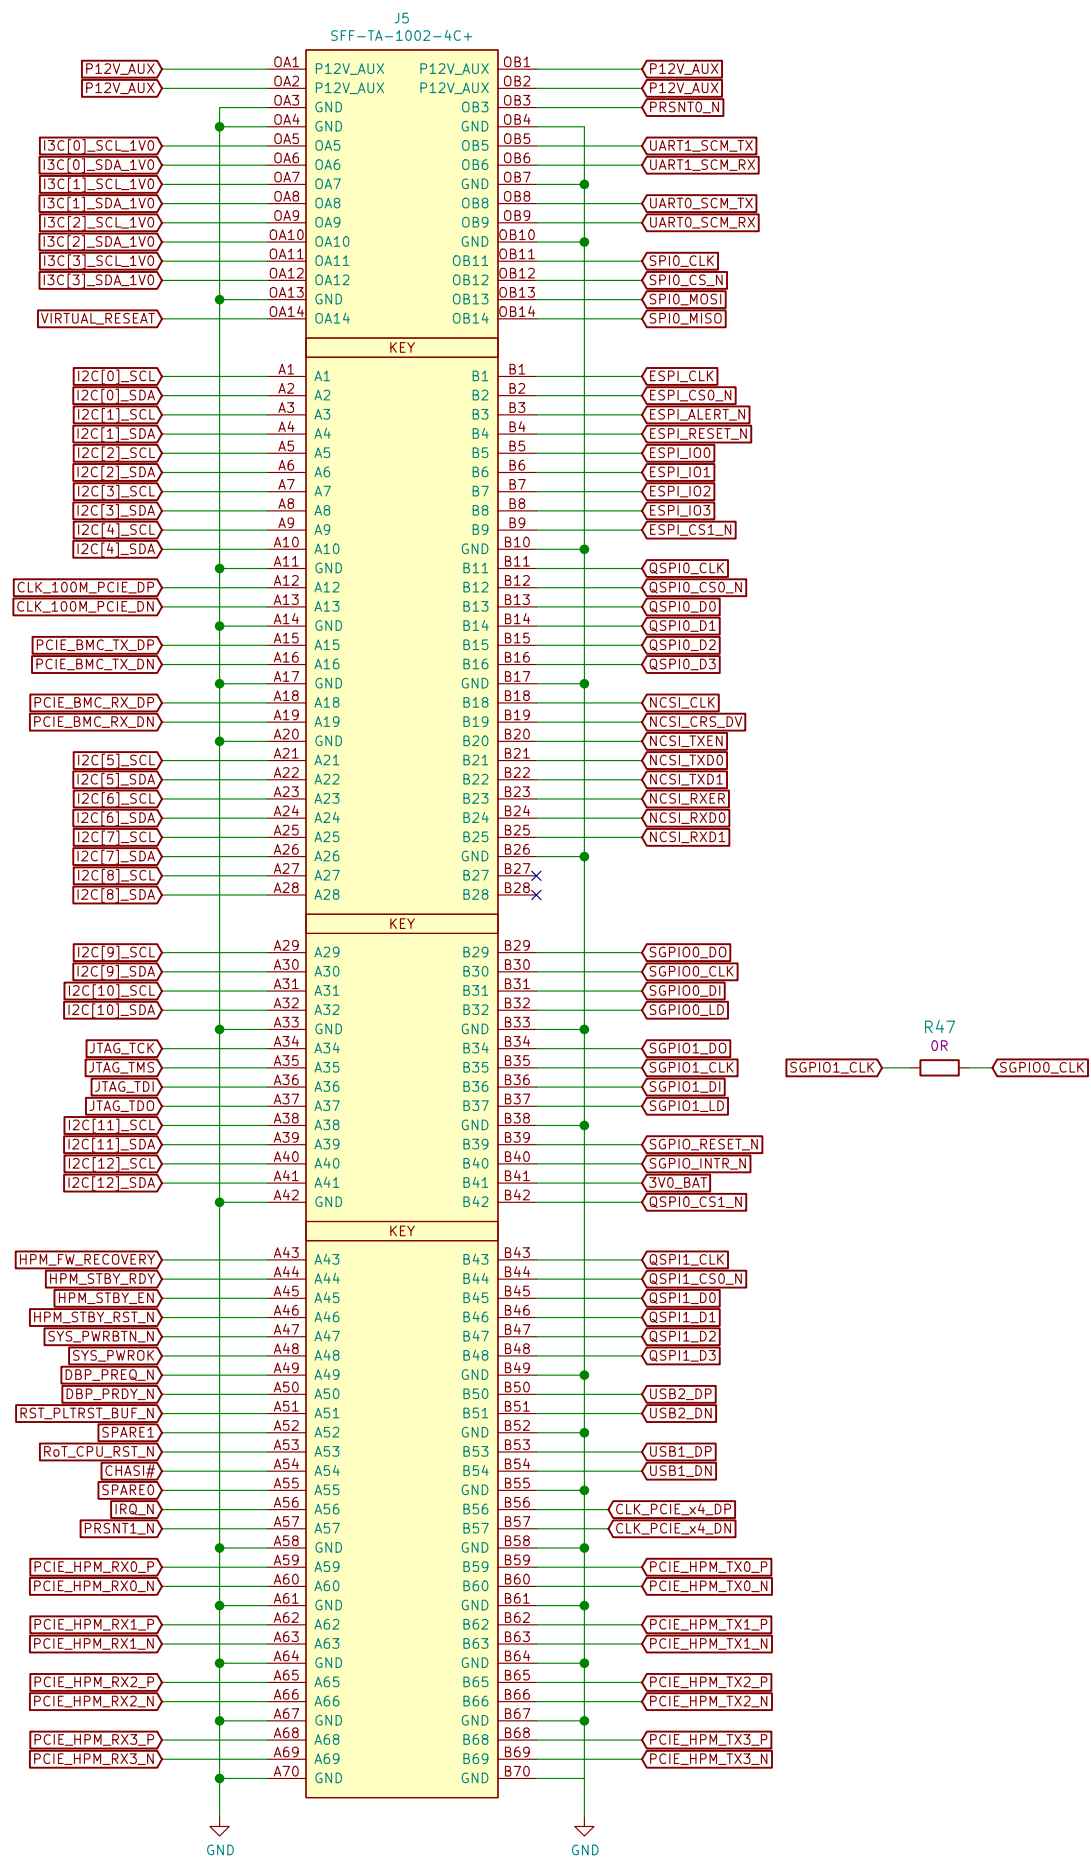 J5
SFF-TA-1002-4C+
P12V_AUX OA1 P12V_AUX P12V_AUX OB1 P12V_AUX
P12V_AUX OA2 P12V_AUX P12V_AUX OB2 P12V_AUX
OA3 GND OB3 OB3 PRSNT0_N
OA4 GND GND OB4
I3C[0]_SCL_1V0 OA5 OA5 OB5 OB5 UART1_SCM_TX
I3C[0]_SDA_1V0 OA6 OA6 OB6 OB6 UART1_SCM_RX
I3C[1]_SCL_1V0 OA7 OA7 GND OB7
I3C[1]_SDA_1V0 OA8 OA8 OB8 OB8 UART0_SCM_TX
I3C[2]_SCL_1V0 OA9 OA9 OB9 OB9 UART0_SCM_RX
I3C[2]_SDA_1V0 OA10 OA10 GND OB10
I3C[3]_SCL_1V0 OA11 OA11 OB11 OB11 SPI0_CLK
I3C[3]_SDA_1V0 OA12 OA12 OB12 OB12 SPI0_CS_N
OA13 GND OB13 OB13 SPI0_MOSI
VIRTUAL_RESEAT OA14 OA14 OB14 OB14 SPI0_MISO
KEY
I2C[0]_SCL A1 A1 B1 B1 ESPI_CLK
I2C[0]_SDA A2 A2 B2 B2 ESPI_CS0_N
I2C[1]_SCL A3 A3 B3 B3 ESPI_ALERT_N
I2C[1]_SDA A4 A4 B4 B4 ESPI_RESET_N
I2C[2]_SCL A5 A5 B5 B5 ESPI_IO0
I2C[2]_SDA A6 A6 B6 B6 ESPI_IO1
I2C[3]_SCL A7 A7 B7 B7 ESPI_IO2
I2C[3]_SDA A8 A8 B8 B8 ESPI_IO3
I2C[4]_SCL A9 A9 B9 B9 ESPI_CS1_N
I2C[4]_SDA A10 A10 GND B10
A11 GND B11 B11 QSPI0_CLK
CLK_100M_PCIE_DP A12 A12 B12 B12 QSPI0_CS0_N
CLK_100M_PCIE_DN A13 A13 B13 B13 QSPI0_D0
A14 GND B14 B14 QSPI0_D1
PCIE_BMC_TX_DP A15 A15 B15 B15 QSPI0_D2
PCIE_BMC_TX_DN A16 A16 B16 B16 QSPI0_D3
A17 GND GND B17
PCIE_BMC_RX_DP A18 A18 B18 B18 NCSI_CLK
PCIE_BMC_RX_DN A19 A19 B19 B19 NCSI_CRS_DV
A20 GND B20 B20 NCSI_TXEN
I2C[5]_SCL A21 A21 B21 B21 NCSI_TXD0
I2C[5]_SDA A22 A22 B22 B22 NCSI_TXD1
I2C[6]_SCL A23 A23 B23 B23 NCSI_RXER
I2C[6]_SDA A24 A24 B24 B24 NCSI_RXD0
I2C[7]_SCL A25 A25 B25 B25 NCSI_RXD1
I2C[7]_SDA A26 A26 GND B26
I2C[8]_SCL A27 A27 B27 B27
I2C[8]_SDA A28 A28 B28 B28
KEY
I2C[9]_SCL A29 A29 B29 B29 SGPIO0_DO
I2C[9]_SDA A30 A30 B30 B30 SGPIO0_CLK
I2C[10]_SCL A31 A31 B31 B31 SGPIO0_DI
I2C[10]_SDA A32 A32 B32 B32 SGPIO0_LD
A33 GND GND B33
R47
JTAG_TCK A34 A34 B34 B34 SGPIO1_DO
0R
JTAG_TMS A35 A35 B35 B35 SGPIO1_CLK SGPIO1_CLK SGPIO0_CLK
JTAG_TDI A36 A36 B36 B36 SGPIO1_DI
JTAG_TDO A37 A37 B37 B37 SGPIO1_LD
I2C[11]_SCL A38 A38 GND B38
I2C[11]_SDA A39 A39 B39 B39 SGPIO_RESET_N
I2C[12]_SCL A40 A40 B40 B40 SGPIO_INTR_N
I2C[12]_SDA A41 A41 B41 B41 3V0_BAT
A42 GND B42 B42 QSPI0_CS1_N
KEY
HPM_FW_RECOVERY A43 A43 B43 B43 QSPI1_CLK
HPM_STBY_RDY A44 A44 B44 B44 QSPI1_CS0_N
HPM_STBY_EN A45 A45 B45 B45 QSPI1_D0
HPM_STBY_RST_N A46 A46 B46 B46 QSPI1_D1
SYS_PWRBTN_N A47 A47 B47 B47 QSPI1_D2
SYS_PWROK A48 A48 B48 B48 QSPI1_D3
DBP_PREQ_N A49 A49 GND B49
DBP_PRDY_N A50 A50 B50 B50 USB2_DP
RST_PLTRST_BUF_N A51 A51 B51 B51 USB2_DN
SPARE1 A52 A52 GND B52
RoT_CPU_RST_N A53 A53 B53 B53 USB1_DP
CHASI# A54 A54 B54 B54 USB1_DN
SPARE0 A55 A55 GND B55
IRQ_N A56 A56 B56 B56 CLK_PCIE_x4_DP
PRSNT1_N A57 A57 B57 B57 CLK_PCIE_x4_DN
A58 GND GND B58
PCIE_HPM_RX0_P A59 A59 B59 B59 PCIE_HPM_TX0_P
PCIE_HPM_RX0_N A60 A60 B60 B60 PCIE_HPM_TX0_N
A61 GND GND B61
PCIE_HPM_RX1_P A62 A62 B62 B62 PCIE_HPM_TX1_P
PCIE_HPM_RX1_N A63 A63 B63 B63 PCIE_HPM_TX1_N
A64 GND GND B64
PCIE_HPM_RX2_P A65 A65 B65 B65 PCIE_HPM_TX2_P
PCIE_HPM_RX2_N A66 A66 B66 B66 PCIE_HPM_TX2_N
A67 GND GND B67
PCIE_HPM_RX3_P A68 A68 B68 B68 PCIE_HPM_TX3_P
PCIE_HPM_RX3_N A69 A69 B69 B69 PCIE_HPM_TX3_N
A70 GND GND B70
GND GND